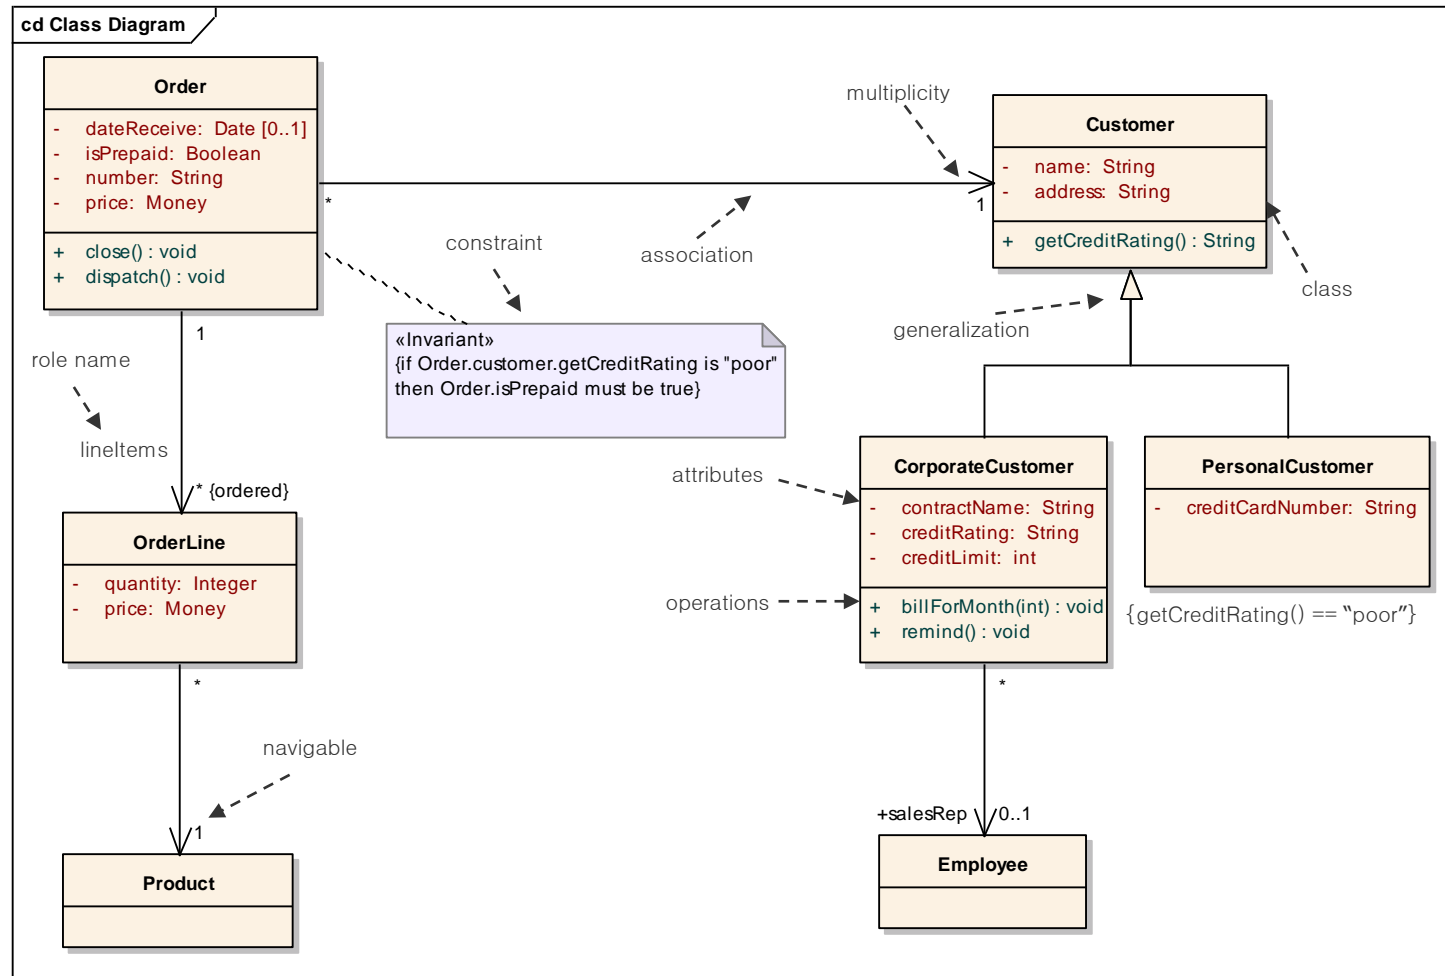 cd Class Diagram
Order
- dateReceive: Date [0..1]
- isPrepaid: Boolean
- number: String
- price: Money
+ close() : void
+ dispatch() : void
multiplicity
Customer
- name: String
- address: String
+ getCreditRating() : String
*
1
association
constraint
class
generalization
«Invariant»
{if Order.customer.getCreditRating is "poor"
then Order.isPrepaid must be true}
1
role name
lineItems
* {ordered}
OrderLine
- quantity: Integer
- price: Money
attributes
operations
CorporateCustomer
- contractName: String
- creditRating: String
- creditLimit: int
+ billForMonth(int) : void
+ remind() : void
PersonalCustomer
- creditCardNumber: String
{getCreditRating() == "poor"}
*
*
navigable
1
Product
+salesRep
0..1
Employee